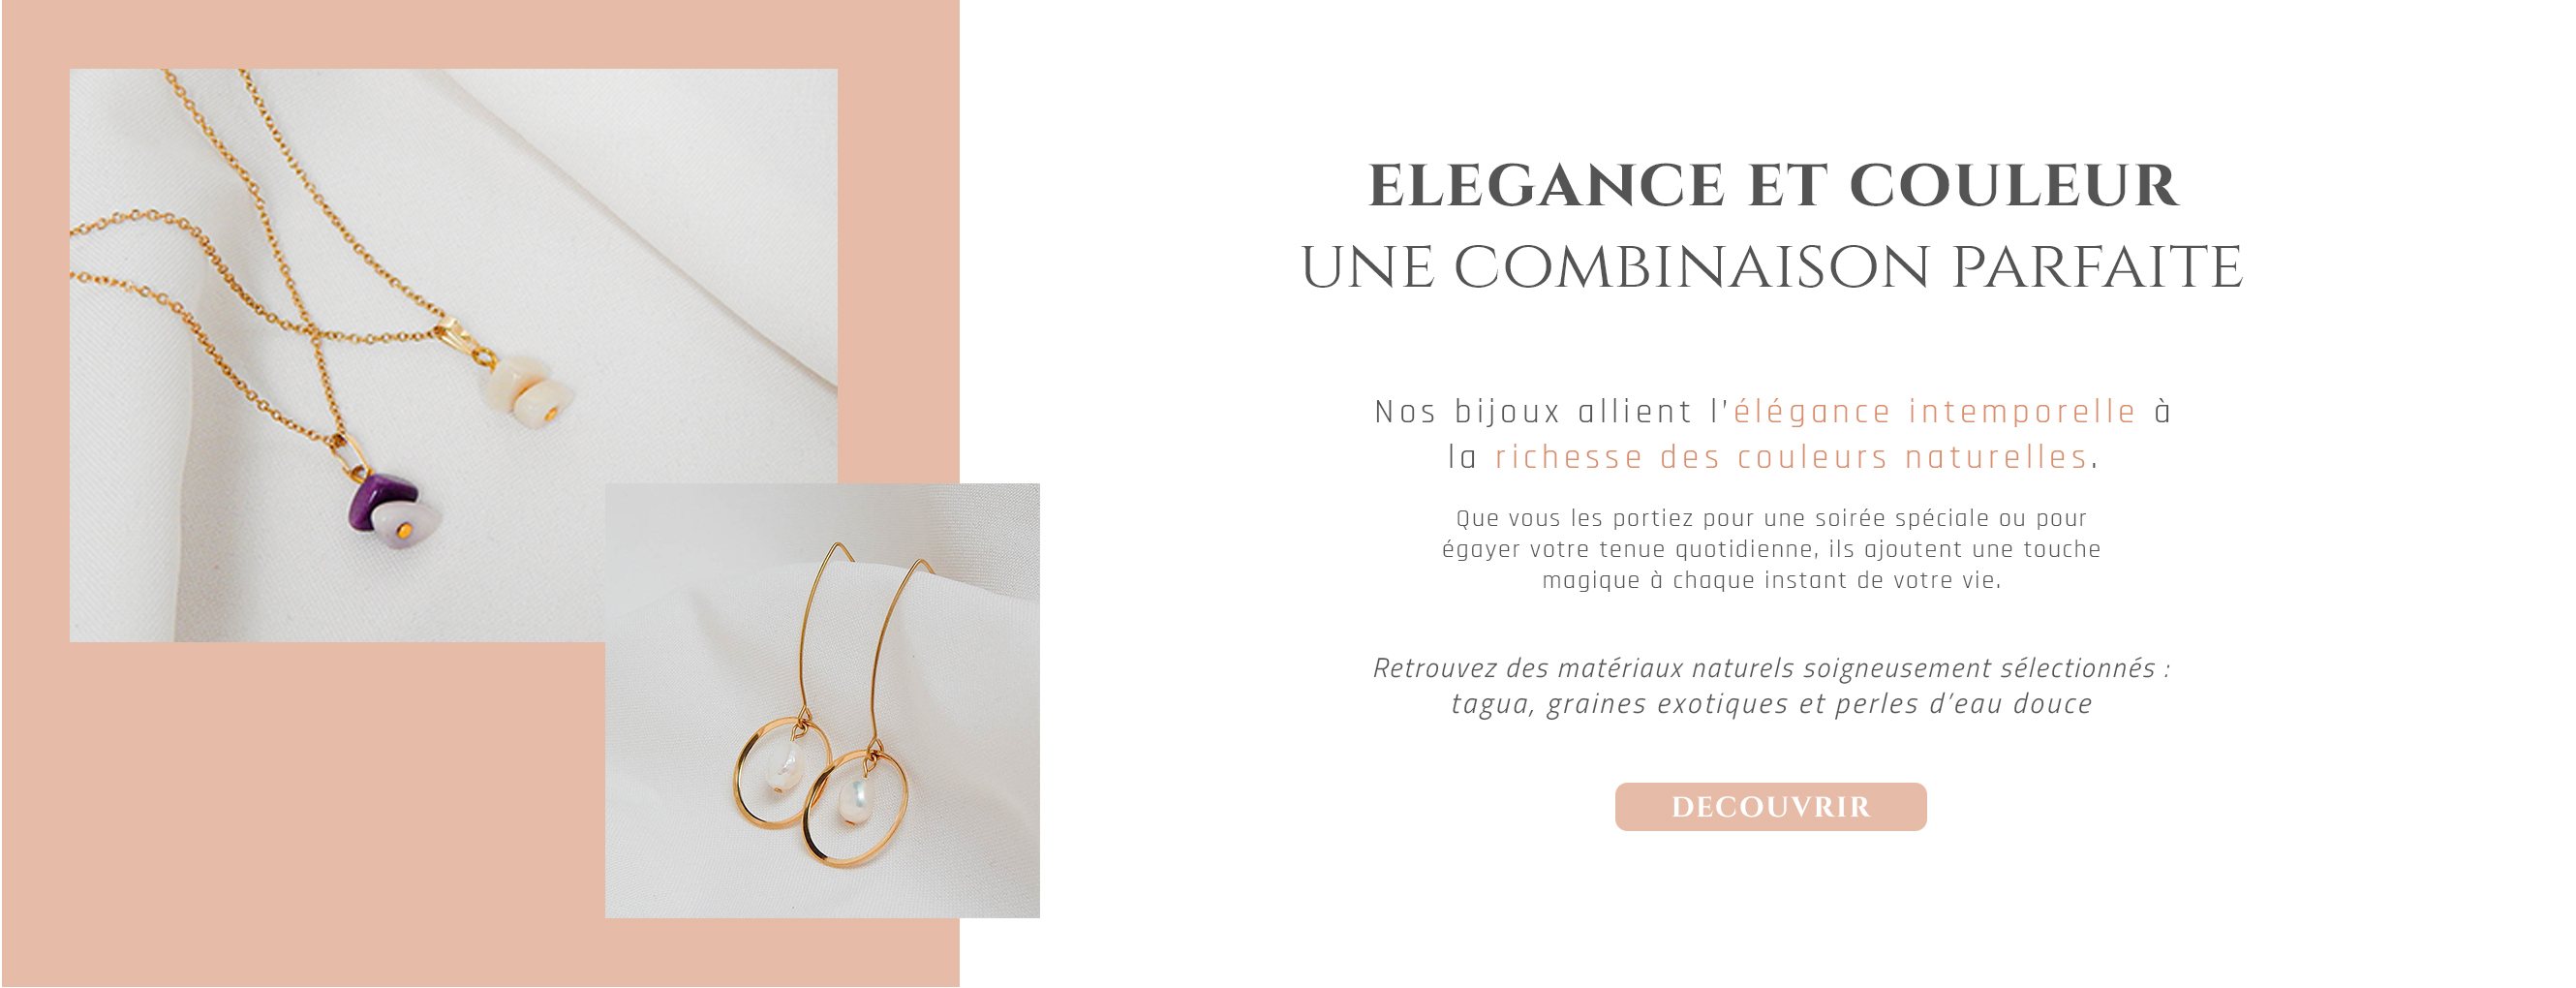 ELEGANCE ET COULEUR
UNE COMBINAISON PARFAITE
Nos bijoux allient l'élégance intemporelle à
la richesse des couleurs naturelles.
Que vous les portiez pour une soirée spéciale ou pour
égayer votre tenue quotidienne, ils ajoutent une touche
magique à chaque instant de votre vie.
Retrouvez des matériaux naturels soigneusement sélectionnés :
tagua, graines exotiques et perles d'eau douce
DECOUVRIR